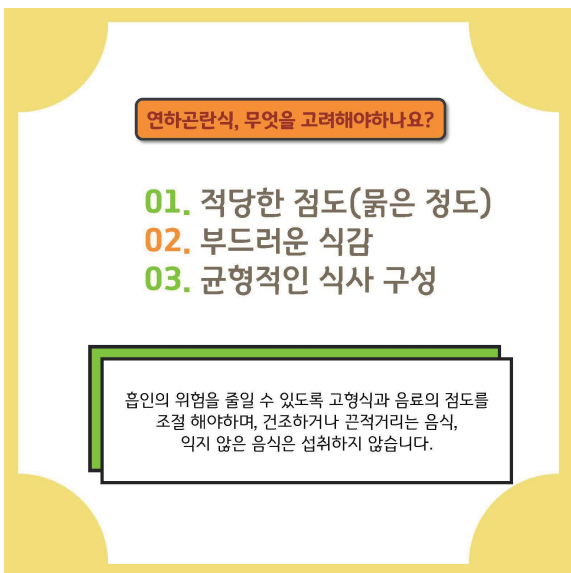 연하곤란식, 무엇을 고려해야하나요?
01. 적당한 점도(묽은 정도)
02. 부드러운 식감
03. 균형적인 식사 구성
흡인의 위험을 줄일 수 있도록 고형식과 음료의 점도를
조절 해야하며, 건조하거나 끈적거리는 음식,
익지 않은 음식은 섭취하지 않습니다.